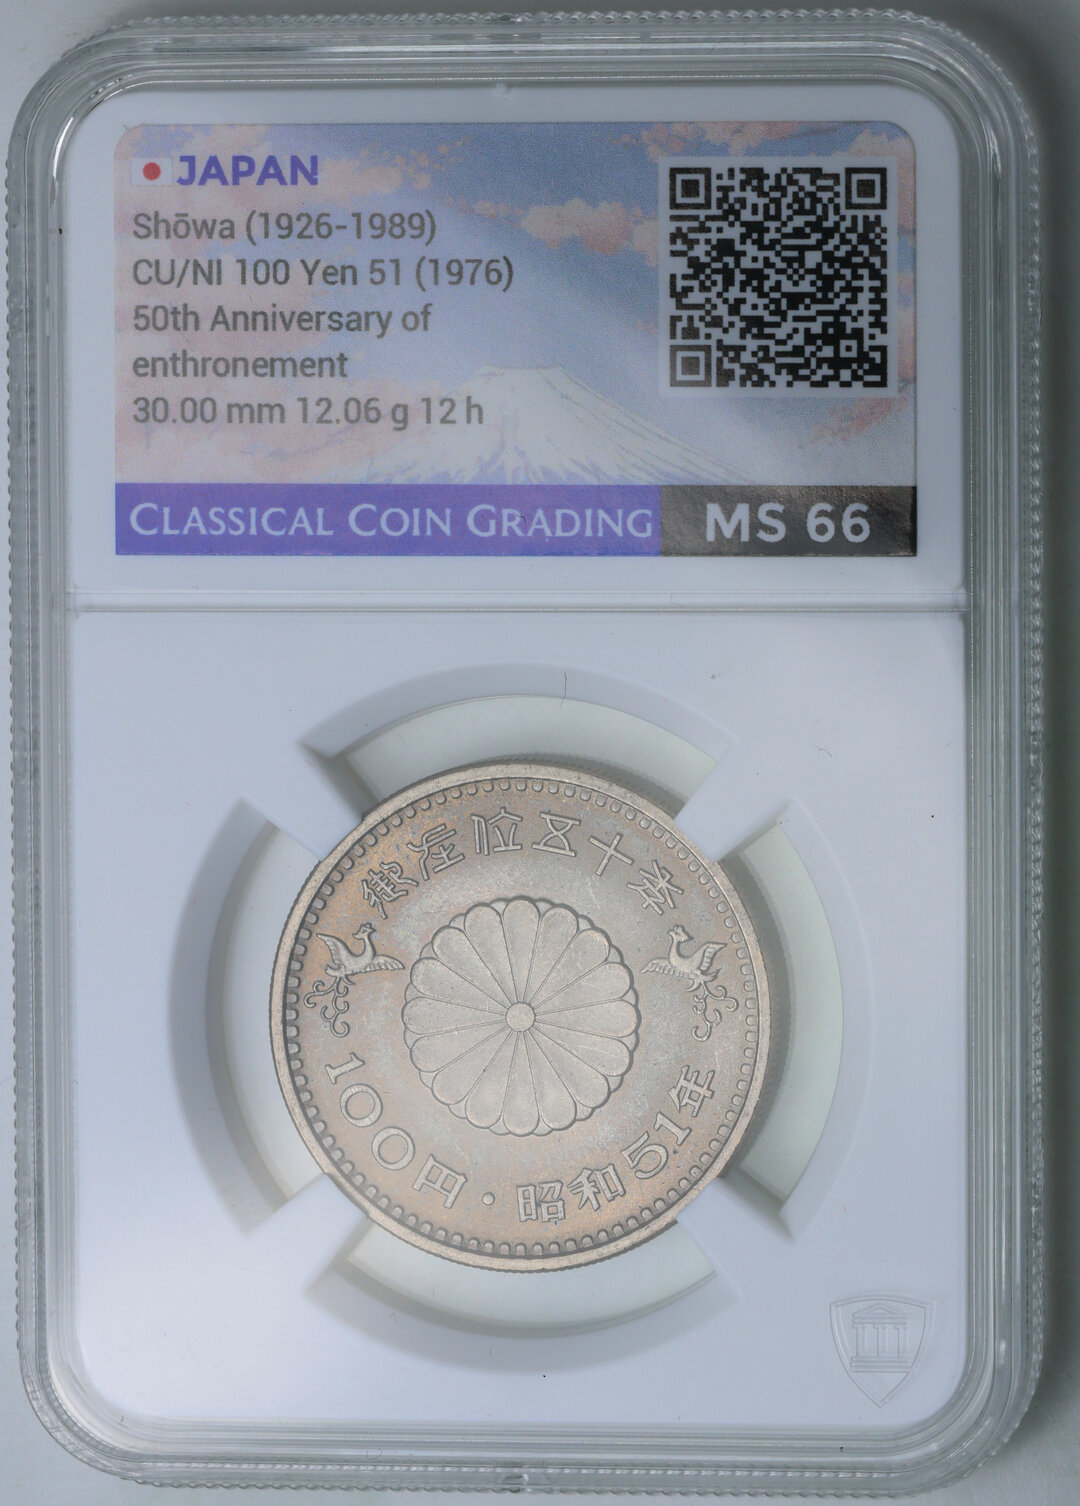 JAPAN
Shōwa (1926-1989)
CU/NI 100 Yen 51 (1976)
50th Anniversary of
enthronement
30.00 mm 12.06 g 12 h
CLASSICAL COIN GRADING
MS 66
御在位五十年
100円・昭和51年